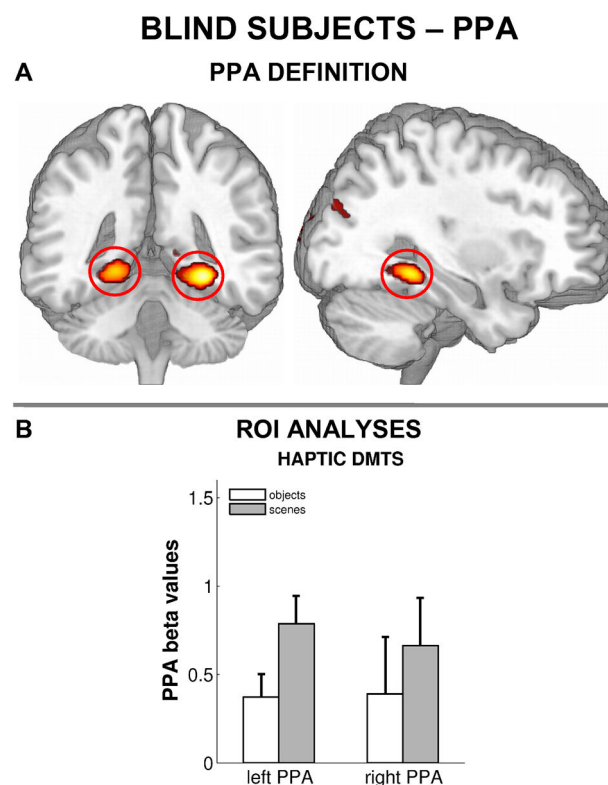 BLIND SUBJECTS – PPA
A PPA DEFINITION
B ROI ANALYSES
HAPTIC DMTS
objects
scenes
PPA beta values
1.5
1
0.5
0
left PPA right PPA